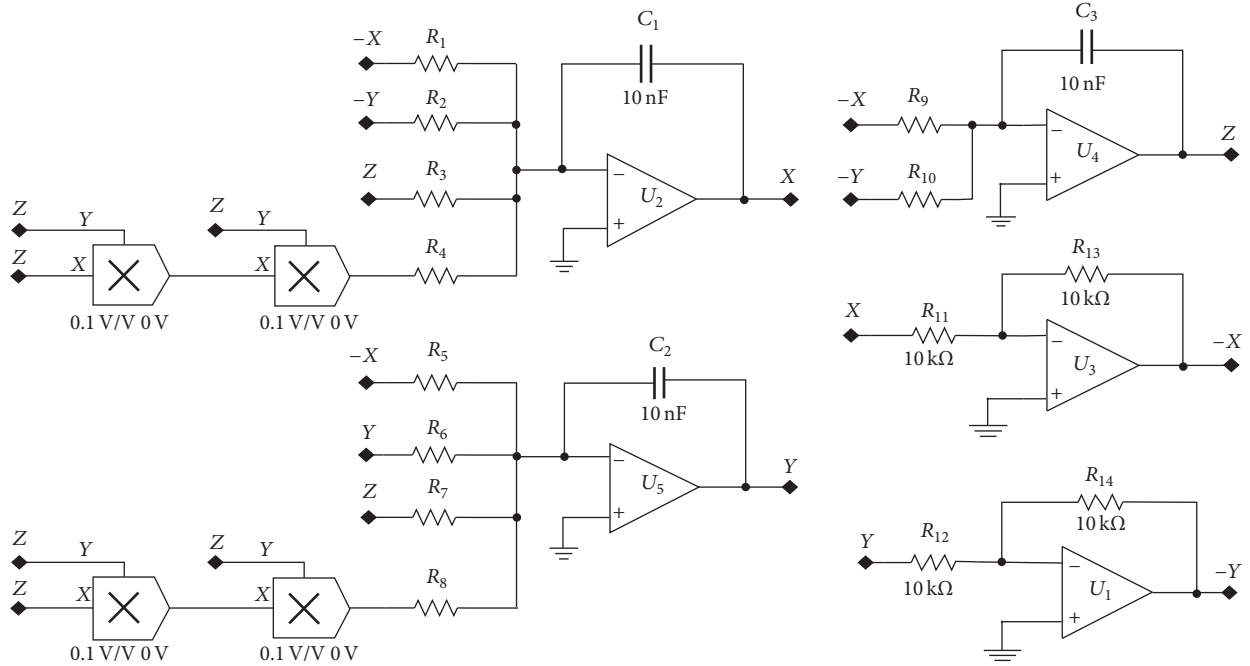 C₁
−X
R₁
10 nF
−Y
R₂
Z
R₃
−
U₂
+
X
Z
Y
Z
X
0.1 V/V 0 V
Z
Y
X
0.1 V/V 0 V
R₄
C₂
−X
R₅
10 nF
Y
R₆
Z
R₇
−
U₅
+
Y
Z
Y
Z
X
0.1 V/V 0 V
Z
Y
X
0.1 V/V 0 V
R₈
C₃
10 nF
−X
R₉
−Y
R₁₀
−
U₄
+
Z
R₁₃
10 kΩ
X
R₁₁
10 kΩ
−
U₃
+
−X
R₁₄
10 kΩ
Y
R₁₂
10 kΩ
−
U₁
+
−Y